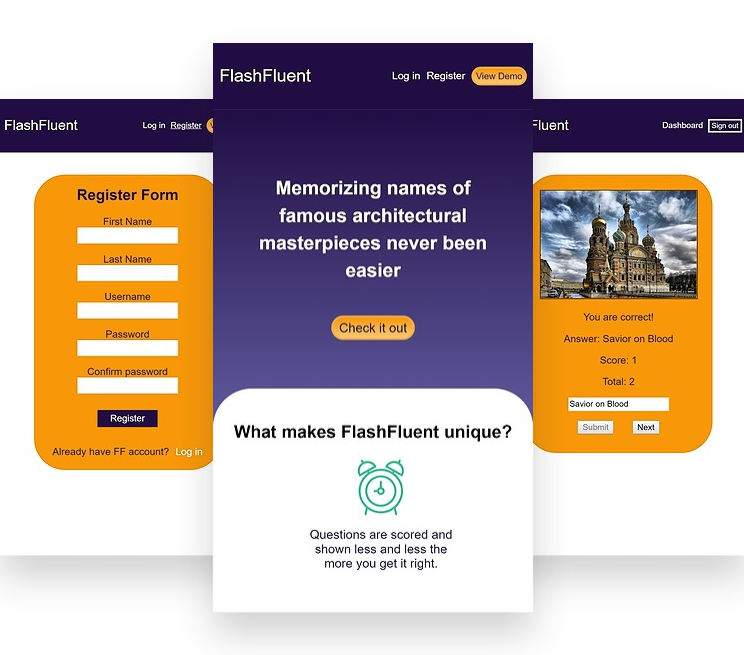 FlashFluent
Log in Register
Register Form
First Name
Last Name
Username
Password
Confirm password
Register
Already have FF account? Log in
FlashFluent
Log in Register View Demo
Memorizing names of
famous architectural
masterpieces never been
easier
Check it out
What makes FlashFluent unique?
Questions are scored and
shown less and less the
more you get it right.
Fluent
Dashboard Sign out
You are correct!
Answer: Savior on Blood
Score: 1
Total: 2
Savior on Blood
Submit Next